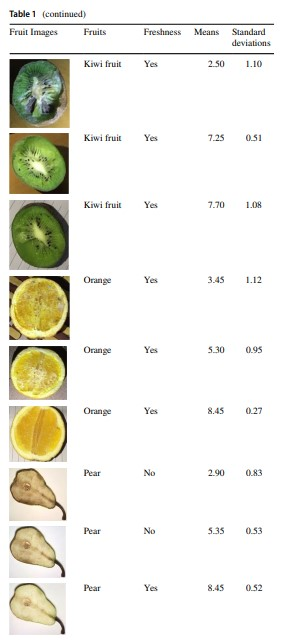 Table 1 (continued)
Fruit Images Fruits Freshness Means Standard deviations
Kiwi fruit Yes 2.50 1.10
Kiwi fruit Yes 7.25 0.51
Kiwi fruit Yes 7.70 1.08
Orange Yes 3.45 1.12
Orange Yes 5.30 0.95
Orange Yes 8.45 0.27
Pear No 2.90 0.83
Pear No 5.35 0.53
Pear Yes 8.45 0.52